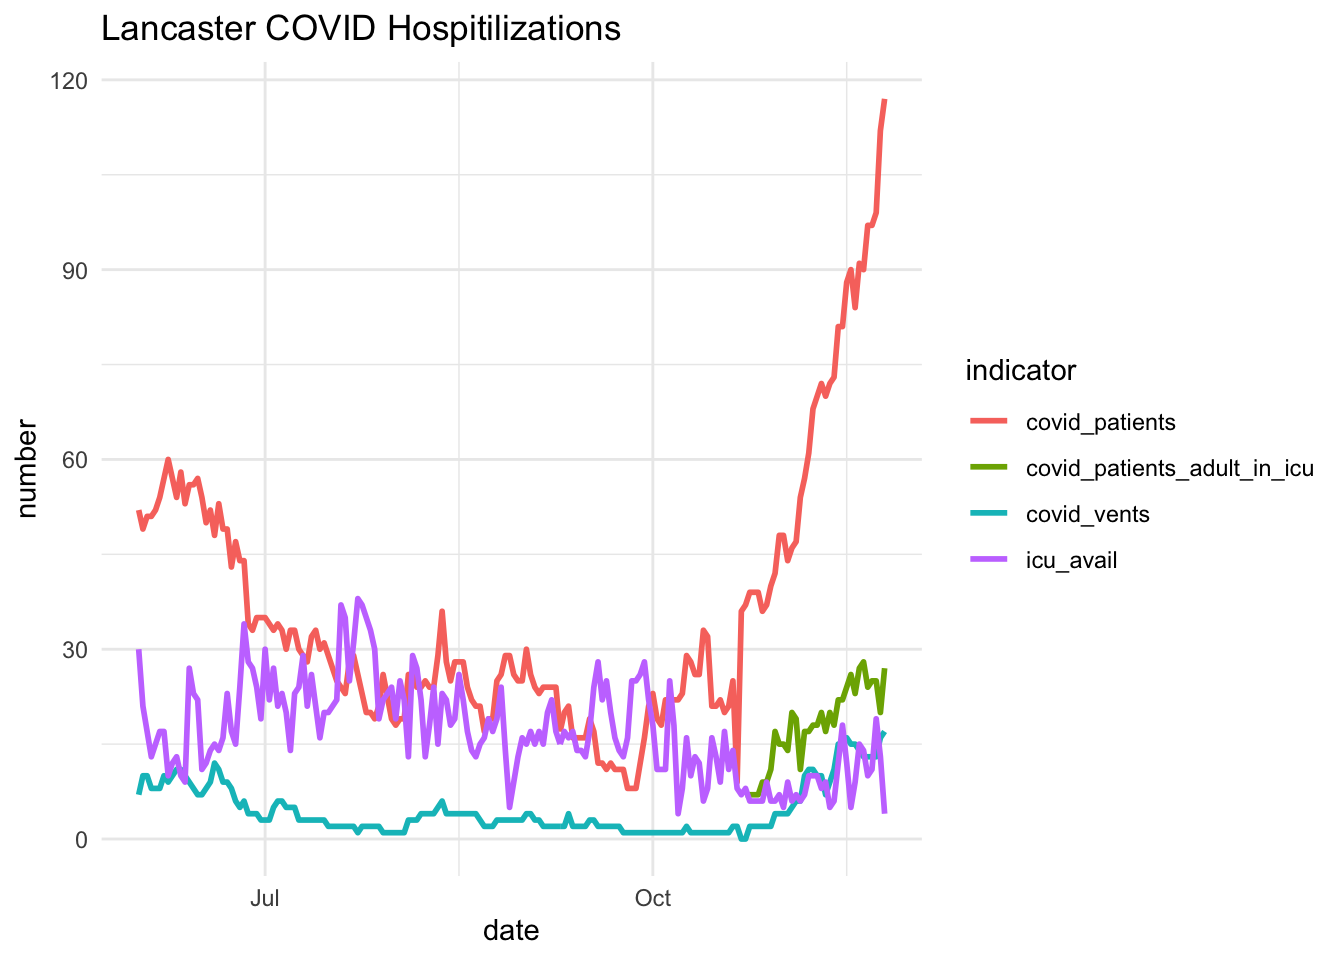 Lancaster COVID Hospitilizations
120
90
60
30
0
number
Jul
Oct
date
indicator
covid_patients
covid_patients_adult_in_icu
covid_vents
icu_avail